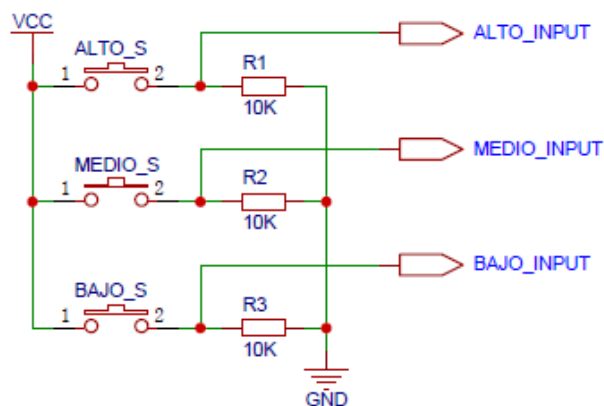 VCC
ALTO_S
ALTO_INPUT
1
2
R1
10K
MEDIO_S
MEDIO_INPUT
1
2
R2
10K
BAJO_S
BAJO_INPUT
1
2
R3
10K
GND